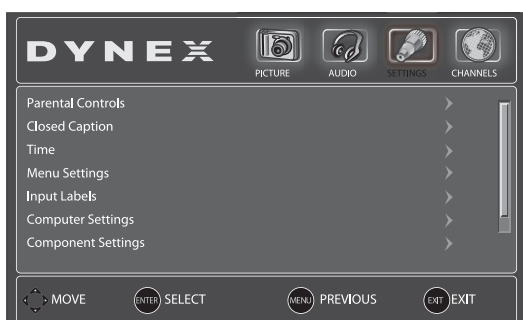 DYNEX
PICTURE AUDIO SETTINGS CHANNELS
Parental Controls
Closed Caption
Time
Menu Settings
Input Labels
Computer Settings
Component Settings
MOVE ENTER SELECT MENU PREVIOUS EXIT EXIT